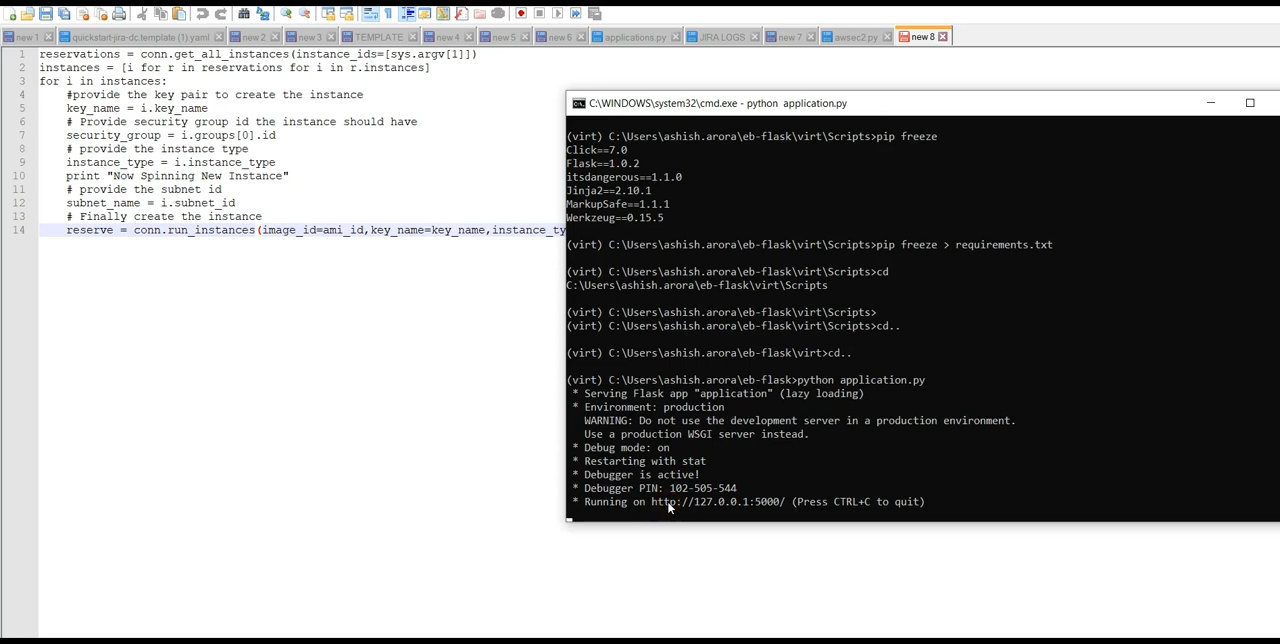 new 1 quickstart-jira-dc.template (1).yaml new 2 new 3 TEMPLATE new 4 new 5 new 6 applications.py JIRA LOGS new 7 awsec2.py new 8
1 reservations = conn.get_all_instances(instance_ids=[sys.argv[1]])
2 instances = [i for r in reservations for i in r.instances]
3 for i in instances:
4 #provide the key pair to create the instance
5 key_name = i.key_name
6 # Provide security group id the instance should have
7 security_group = i.groups[0].id
8 # provide the instance type
9 instance_type = i.instance_type
10 print "Now Spinning New Instance"
11 # provide the subnet id
12 subnet_name = i.subnet_id
13 # Finally create the instance
14 reserve = conn.run_instances(image_id=ami_id,key_name=key_name,instance_ty
C:\WINDOWS\system32\cmd.exe - python application.py
(virt) C:\Users\ashish.arora\eb-flask\virt\Scripts>pip freeze
Click==7.0
Flask==1.0.2
itsdangerous==1.1.0
Jinja2==2.10.1
MarkupSafe==1.1.1
Werkzeug==0.15.5
(virt) C:\Users\ashish.arora\eb-flask\virt\Scripts>pip freeze > requirements.txt
(virt) C:\Users\ashish.arora\eb-flask\virt\Scripts>cd
C:\Users\ashish.arora\eb-flask\virt\Scripts
(virt) C:\Users\ashish.arora\eb-flask\virt\Scripts>
(virt) C:\Users\ashish.arora\eb-flask\virt\Scripts>cd..
(virt) C:\Users\ashish.arora\eb-flask\virt>cd..
(virt) C:\Users\ashish.arora\eb-flask>python application.py
* Serving Flask app "application" (lazy loading)
* Environment: production
WARNING: Do not use the development server in a production environment.
Use a production WSGI server instead.
* Debug mode: on
* Restarting with stat
* Debugger is active!
* Debugger PIN: 102-505-544
* Running on http://127.0.0.1:5000/ (Press CTRL+C to quit)